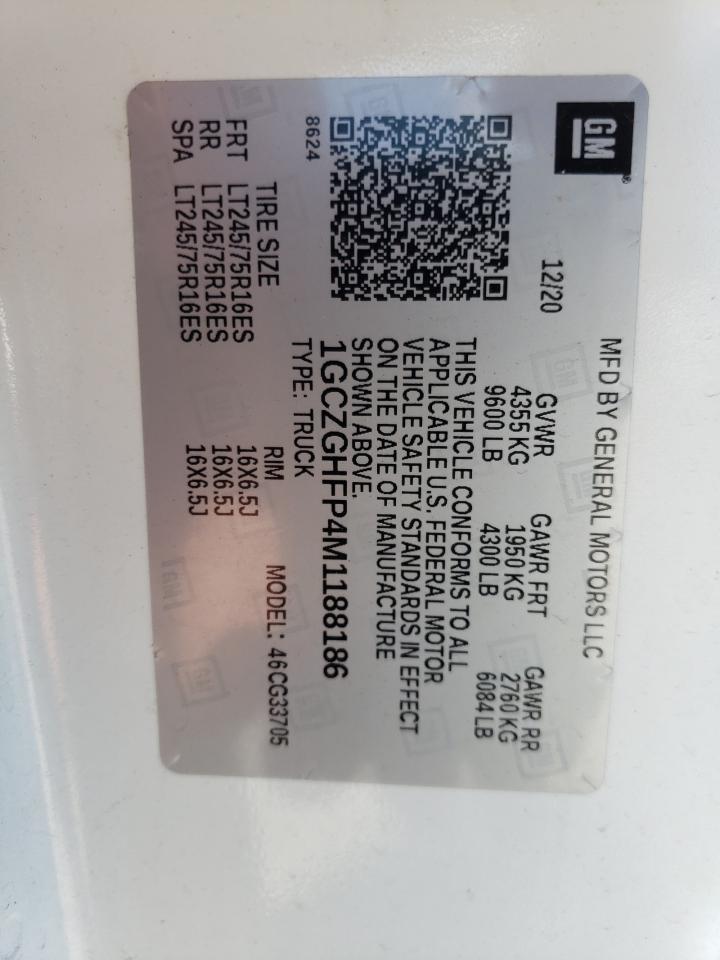 GM
MFD BY GENERAL MOTORS LLC
12/20
GVWR GAWR FRT GAWR RR
4355 KG 1950 KG 2760 KG
9600 LB 4300 LB 6084 LB
THIS VEHICLE CONFORMS TO ALL
APPLICABLE U.S. FEDERAL MOTOR
VEHICLE SAFETY STANDARDS IN EFFECT
ON THE DATE OF MANUFACTURE
SHOWN ABOVE.
1GCZGHFP4M1188186
8624
TYPE: TRUCK
MODEL: 46CG33705
TIRE SIZE RIM
FRT LT245/75R16ES 16X6.5J
RR LT245/75R16ES 16X6.5J
SPA LT245/75R16ES 16X6.5J